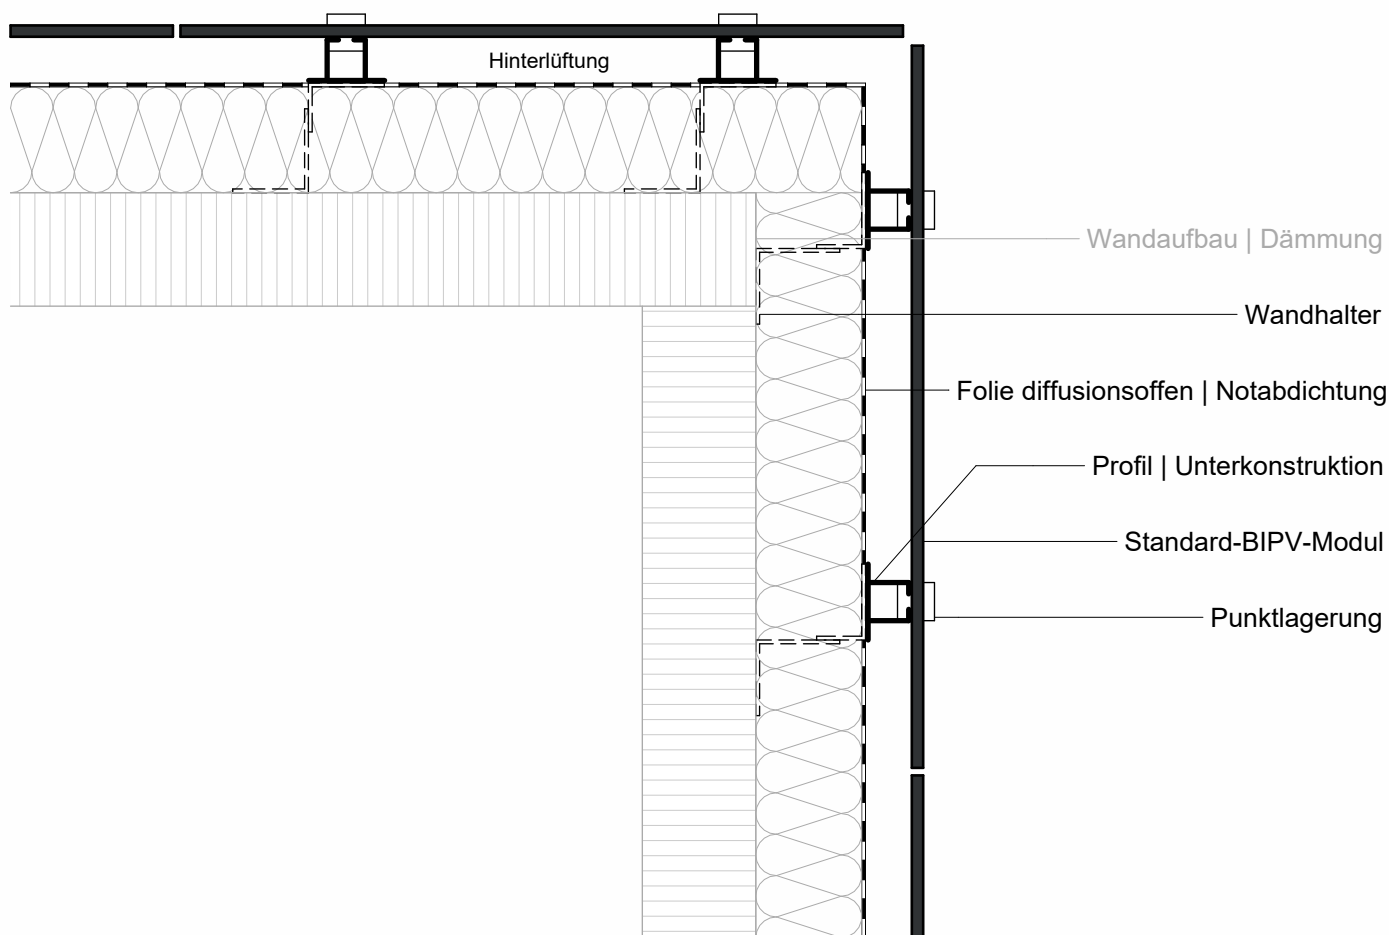 Hinterlüftung
Wandaufbau | Dämmung
Wandhalter
Folie diffusionsoffen | Notabdichtung
Profil | Unterkonstruktion
Standard-BIPV-Modul
Punktlagerung